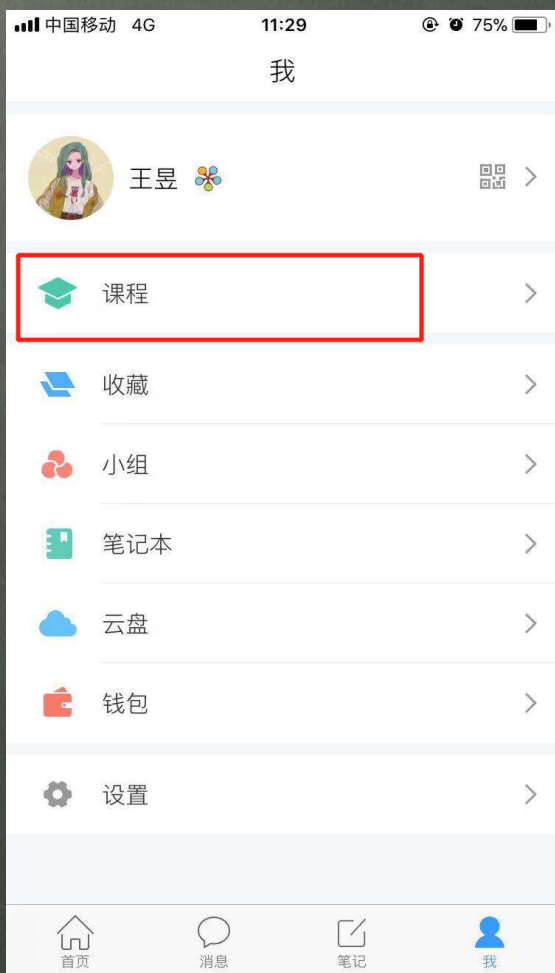 中国移动 4G 11:29 75%
我
王昱
课程
收藏
小组
笔记本
云盘
钱包
设置
首页 消息 笔记 我